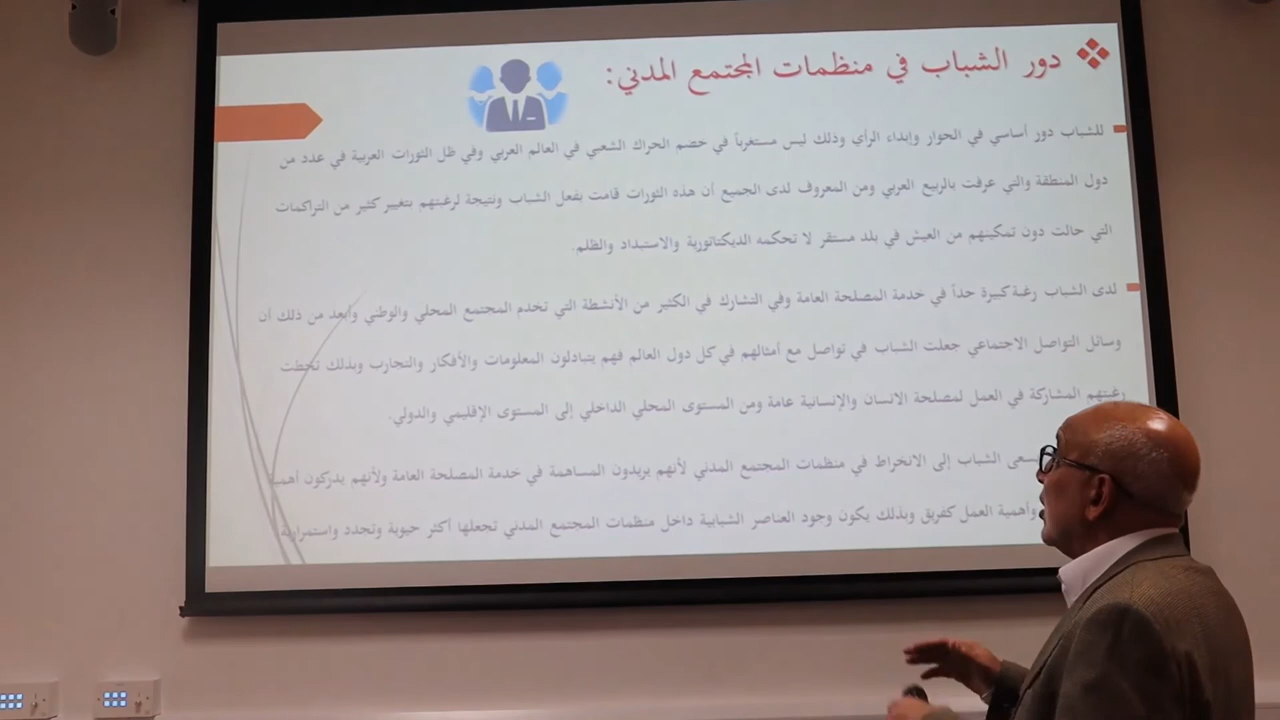 دور الشباب في منظمات المجتمع المدني:
للشباب دور أساسي في الحوار وإبداء الرأي وذلك ليس مستغرباً في خضم الحراك الشعبي في العالم العربي وفي ظل الثورات العربية في عدد من
دول المنطقة والتي عرفت بالربيع العربي ومن المعروف لدى الجميع أن هذه الثورات قامت بفعل الشباب ونتيجة لرغبتهم بتغيير كثير من التراكمات
التي حالت دون تمكينهم من العيش في بلد مستقر لا تحكمه الديكتاتورية والاستبداد والظلم.
لدى الشباب رغبة كبيرة جداً في خدمة المصلحة العامة وفي التشارك في الكثير من الأنشطة التي تخدم المجتمع المحلي والوطني وأبعد من ذلك أن
وسائل التواصل الاجتماعي جعلت الشباب في تواصل مع أمثالهم في كل دول العالم فهم يتبادلون المعلومات والأفكار والتجارب وبذلك تخطت
رغبتهم المشاركة في العمل لمصلحة الانسان والإنسانية عامة ومن المستوى المحلي الداخلي إلى المستوى الإقليمي والدولي.
الشباب إلى الانخراط في منظمات المجتمع المدني لأنهم يريدون المساهمة في خدمة المصلحة العامة ولأنهم يدركون
وأهمية العمل كفريق وبذلك يكون وجود العناصر الشبابية داخل منظمات المجتمع المدني تجعلها أكثر حيوية وتجدد واستمرارية